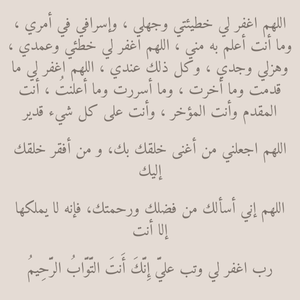 اللهم اغفر لي خطيئتي وجهلي ، وإسرافي في أمري ،
وما أنت أعلم به مني ، اللهم اغفر لي خطئي وعمدي ،
وهزلي وجدي ، وكل ذلك عندي ، اللهم اغفر لي ما
قدمت وما أخرت ، وما أسررت وما أعلنتُ ، أنت
المقدم وأنت المؤخر ، وأنت على كل شيء قدير
اللهم اجعلني من أغنى خلقك بك، و من أفقر خلقك
إليك
اللهم إني أسألك من فضلك ورحمتك، فإنه لا يملكها
إلا أنت
رب اغفر لي وتب عليّ إِنّكَ أَنتَ التّوّابُ الرّحِيمُ